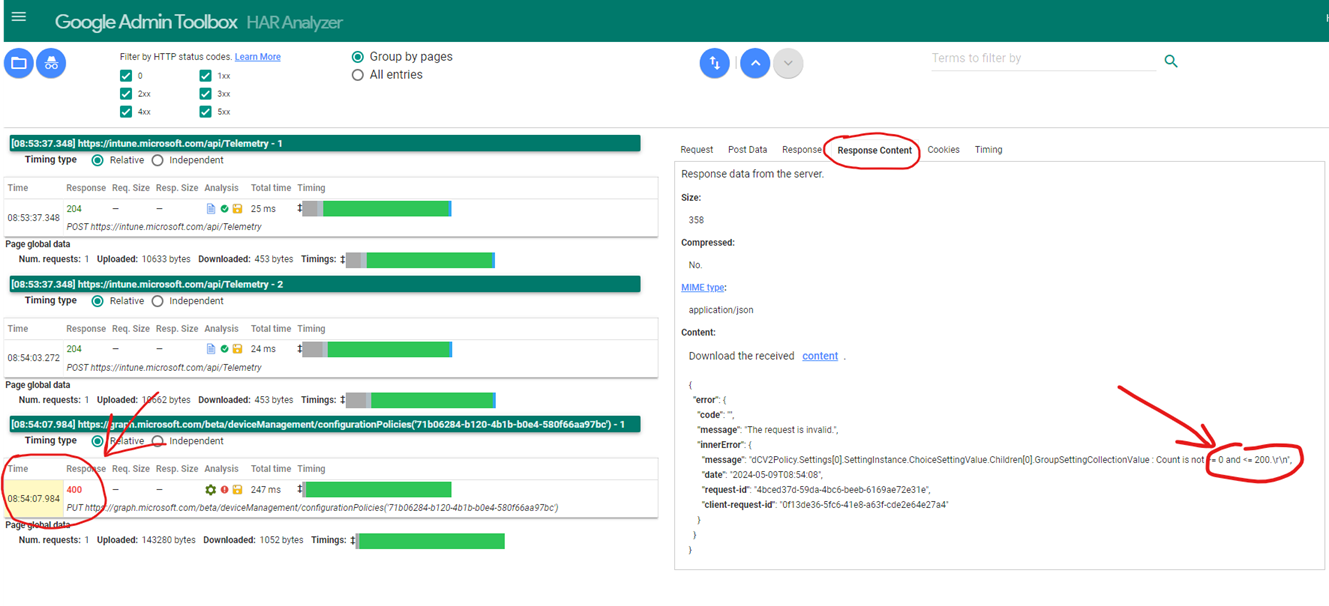 Google Admin Toolbox HAR Analyzer
Filter by HTTP status codes. Learn More
0 1xx
2xx 3xx
4xx 5xx
Group by pages
All entries
Terms to filter by
[08:53:37.348] https://intune.microsoft.com/api/Telemetry - 1
Timing type Relative Independent
Time Response Req. Size Resp. Size Analysis Total time Timing
08:53:37.348 204 — — 25 ms
POST https://intune.microsoft.com/api/Telemetry
Page global data
Num. requests: 1 Uploaded: 10633 bytes Downloaded: 453 bytes Timings:
[08:53:37.348] https://intune.microsoft.com/api/Telemetry - 2
Timing type Relative Independent
Time Response Req. Size Resp. Size Analysis Total time Timing
08:54:03.272 204 — — 24 ms
POST https://intune.microsoft.com/api/Telemetry
Page global data
Num. requests: 1 Uploaded: 10662 bytes Downloaded: 453 bytes Timings:
[08:54:07.984] https://graph.microsoft.com/beta/deviceManagement/configurationPolicies('71b06284-b120-4b1b-b0e4-580f66aa97bc') - 1
Timing type Relative Independent
Time Response Req. Size Resp. Size Analysis Total time Timing
08:54:07.984 400 — — 247 ms
PUT https://graph.microsoft.com/beta/deviceManagement/configurationPolicies('71b06284-b120-4b1b-b0e4-580f66aa97bc')
Page global data
Num. requests: 1 Uploaded: 143280 bytes Downloaded: 1052 bytes Timings:
Request Post Data Response Response Content Cookies Timing
Response data from the server.
Size:
358
Compressed:
No.
MIME type:
application/json
Content:
Download the received content .
{
"error": {
"code": "",
"message": "The request is invalid.",
"innerError": {
"message": "dCV2Policy.Settings[0].SettingInstance.ChoiceSettingValue.Children[0].GroupSettingCollectionValue : Count is not >= 0 and <= 200.\r\n",
"date": "2024-05-09T08:54:08",
"request-id": "4bced37d-59da-4bc6-beeb-6169ae72e31e",
"client-request-id": "0f13de36-5fc6-41e8-a63f-cde2e64e27a4"
}
}
}